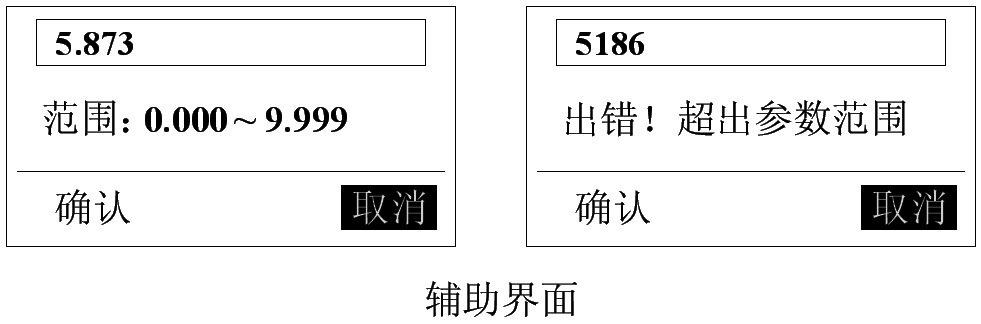 5.873
范围: 0.000~9.999
确认 取消
5186
出错！超出参数范围
确认 取消
辅助界面